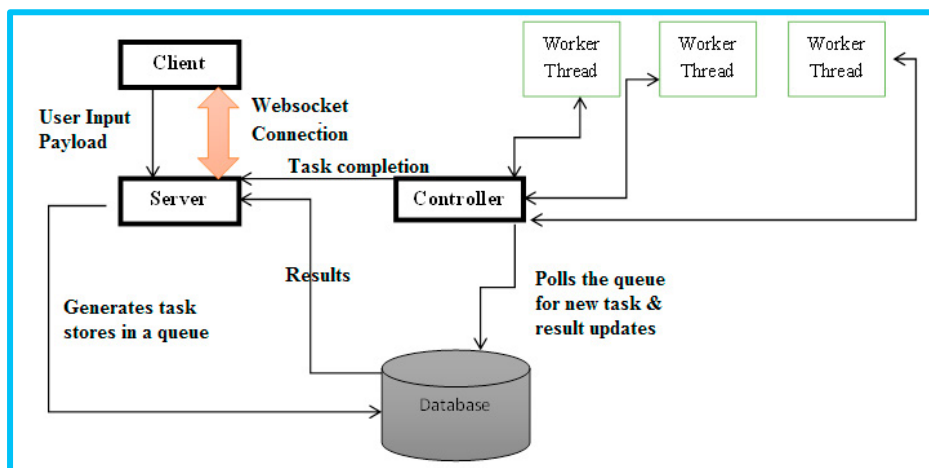 Client
Worker
Thread
Worker
Thread
Worker
Thread
User Input
Payload
Websocket
Connection
Task completion
Server
Controller
Results
Polls the queue
for new task &
result updates
Generates task
stores in a queue
Database